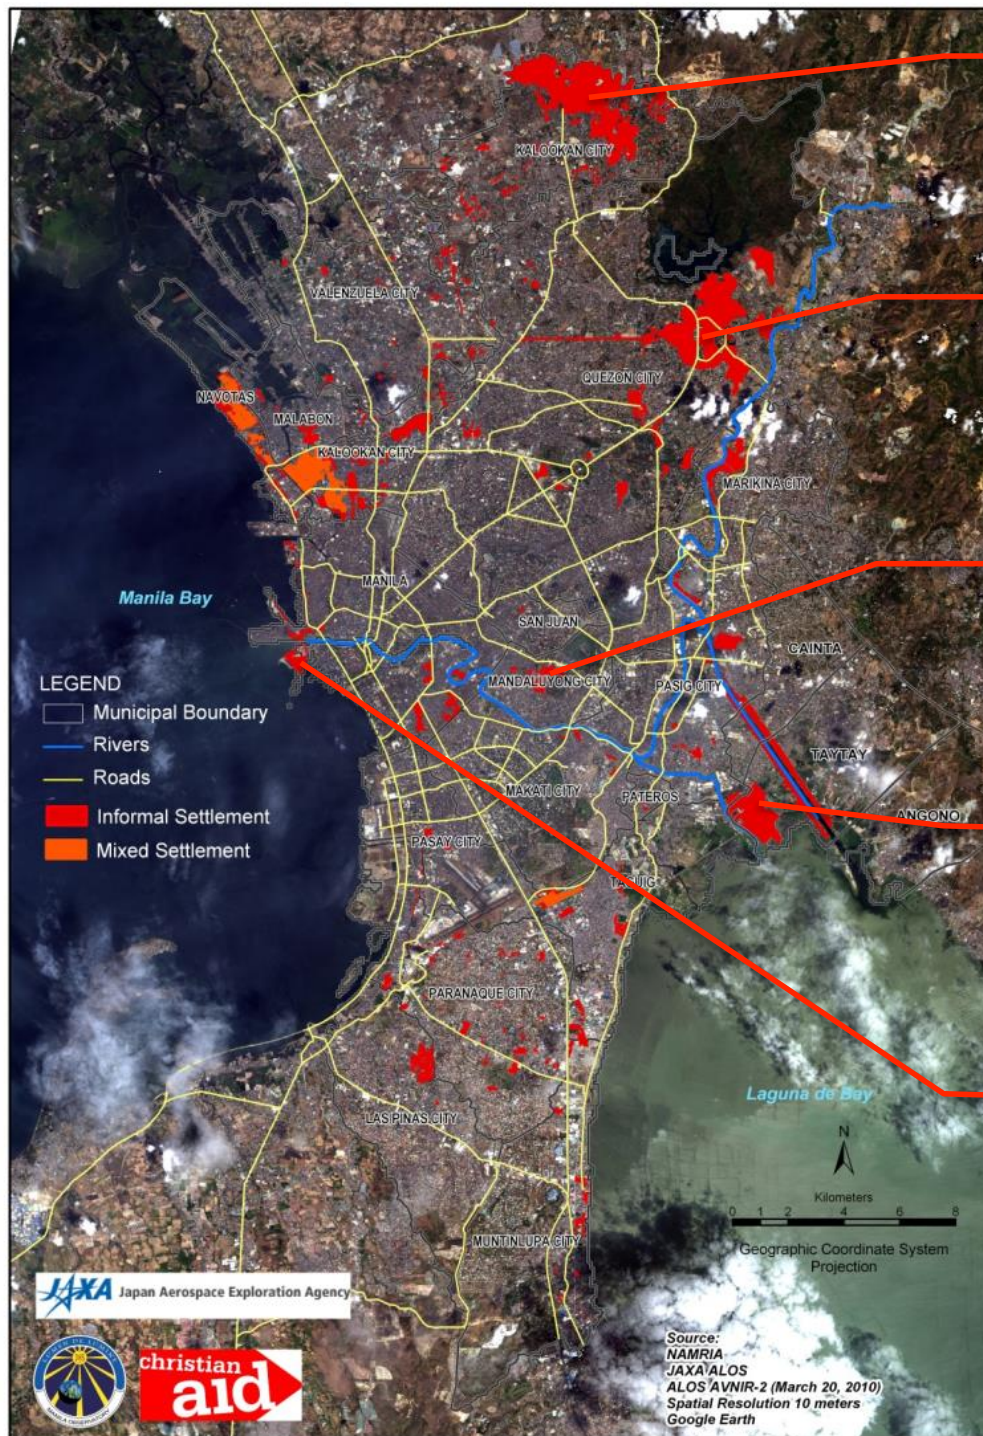 KALOOKAN CITY
VALENZUELA CITY
QUEZON CITY
NAVOTAS
MALABON
KALOOKAN CITY
MARIKINA CITY
MANILA
Manila Bay
SAN JUAN
CAINTA
MANDALUYONG CITY
PASIG CITY
LEGEND
Municipal Boundary
Rivers
Roads
Informal Settlement
Mixed Settlement
TAYTAY
MAKATI CITY
PATEROS
ANGONO
PASAY CITY
TAGUIG
PARANAQUE CITY
Laguna de Bay
LAS PINAS CITY
N
Kilometers
0 1 2 4 6 8
Geographic Coordinate System
Projection
MUNTINLUPA CITY
JAXA Japan Aerospace Exploration Agency
christian
aid
MANILA OBSERVATORY
Source:
NAMRIA
JAXA ALOS
ALOS AVNIR-2 (March 20, 2010)
Spatial Resolution 10 meters
Google Earth